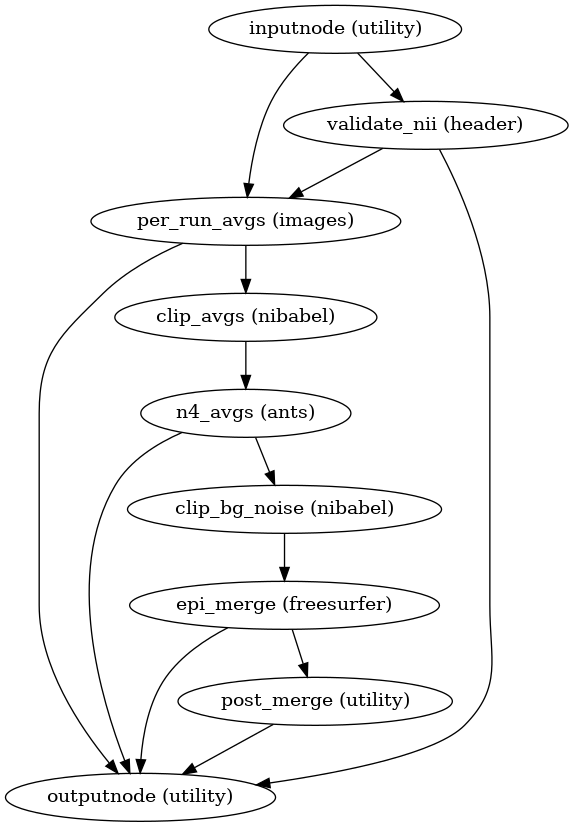 inputnode (utility)
validate_nii (header)
per_run_avgs (images)
clip_avgs (nibabel)
n4_avgs (ants)
clip_bg_noise (nibabel)
epi_merge (freesurfer)
post_merge (utility)
outputnode (utility)